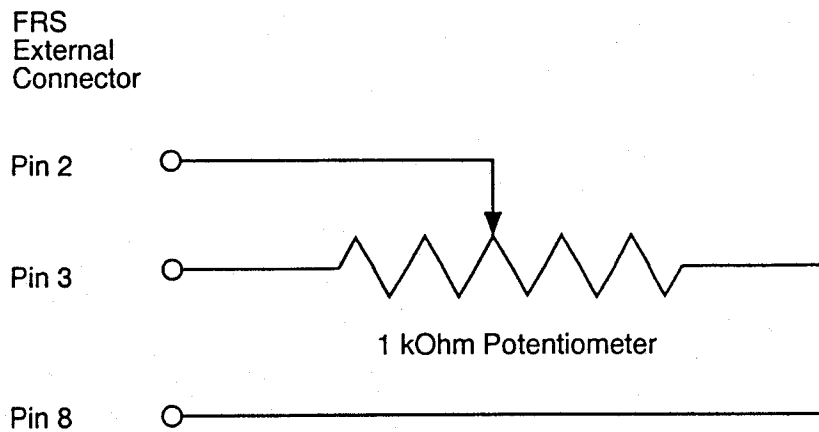 FRS
External
Connector
Pin 2
Pin 3
1 kOhm Potentiometer
Pin 8